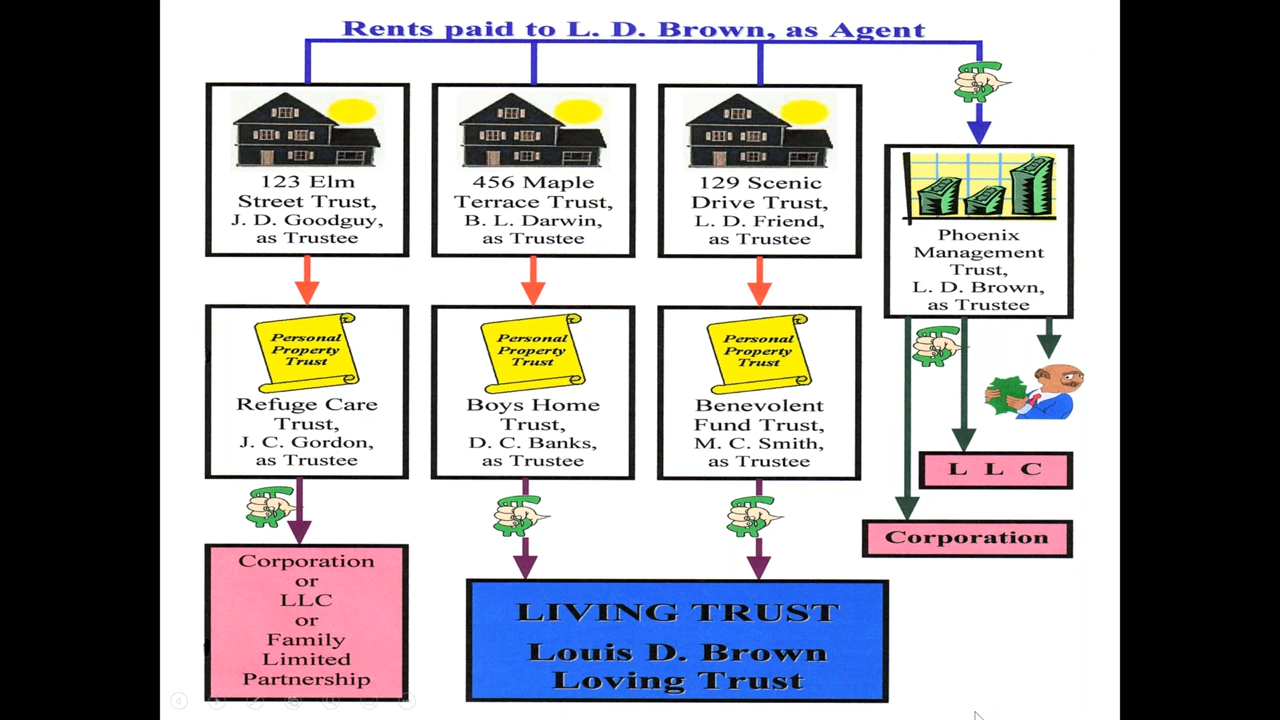 Rents paid to L. D. Brown, as Agent
123 Elm
Street Trust,
J. D. Goodguy,
as Trustee
456 Maple
Terrace Trust,
B. L. Darwin,
as Trustee
129 Scenic
Drive Trust,
L. D. Friend,
as Trustee
Phoenix
Management
Trust,
L. D. Brown,
as Trustee
Personal
Property
Trust
Refuge Care
Trust,
J. C. Gordon,
as Trustee
Personal
Property
Trust
Boys Home
Trust,
D. C. Banks,
as Trustee
Personal
Property
Trust
Benevolent
Fund Trust,
M. C. Smith,
as Trustee
L L C
Corporation
Corporation
or
LLC
or
Family
Limited
Partnership
LIVING TRUST
Louis D. Brown
Loving Trust